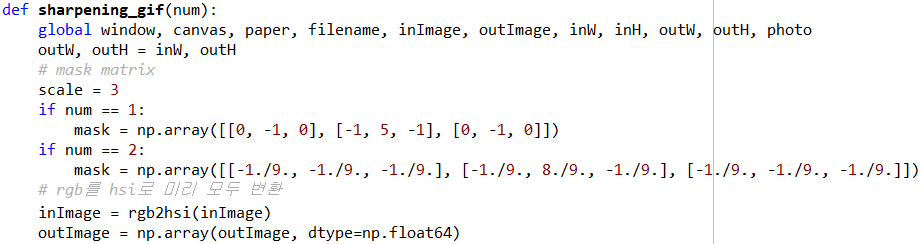 def sharpening_gif(num):
    global window, canvas, paper, filename, inImage, outImage, inW, inH, outW, outH, photo
    outW, outH = inW, outH
    # mask matrix
    scale = 3
    if num == 1:
        mask = np.array([[0, -1, 0], [-1, 5, -1], [0, -1, 0]])
    if num == 2:
        mask = np.array([[-1./9., -1./9., -1./9.], [-1./9., 8./9., -1./9.], [-1./9., -1./9., -1./9.]])
    # rgb를 hsi로 미리 모두 변환
    inImage = rgb2hsi(inImage)
    outImage = np.array(outImage, dtype=np.float64)